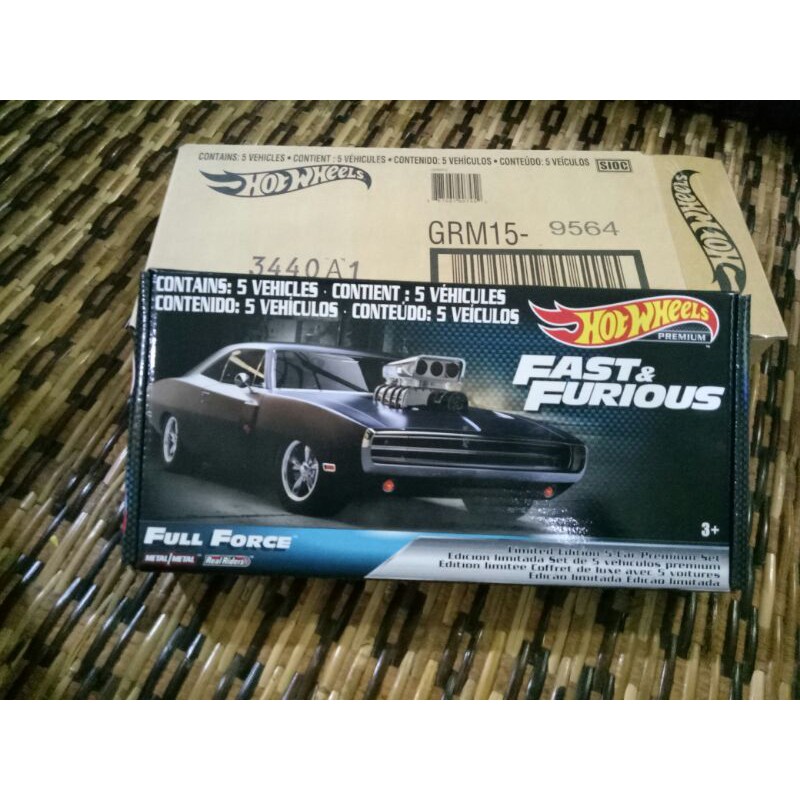 CONTAINS: 5 VEHICLES • CONTIENT : 5 VÉHICULES • CONTENIDO: 5 VEHÍCULOS • CONTEÚDO: 5 VEÍCULOS SIOC
HOT WHEELS
HOT WHEELS
GRM15- 9564
3440A1
CONTAINS: 5 VEHICLES · CONTIENT : 5 VÉHICULES
CONTENIDO: 5 VEHÍCULOS · CONTEÚDO: 5 VEÍCULOS
HOT WHEELS
PREMIUM
FAST &
FURIOUS
3+
FULL FORCE
METAL/METAL Real Riders
Limited Edition 5 Car Premium Set
Edición limitada Set de 5 vehículos premium
Édition limitée Coffret de luxe avec 5 voitures
Edição limitada Edição limitada